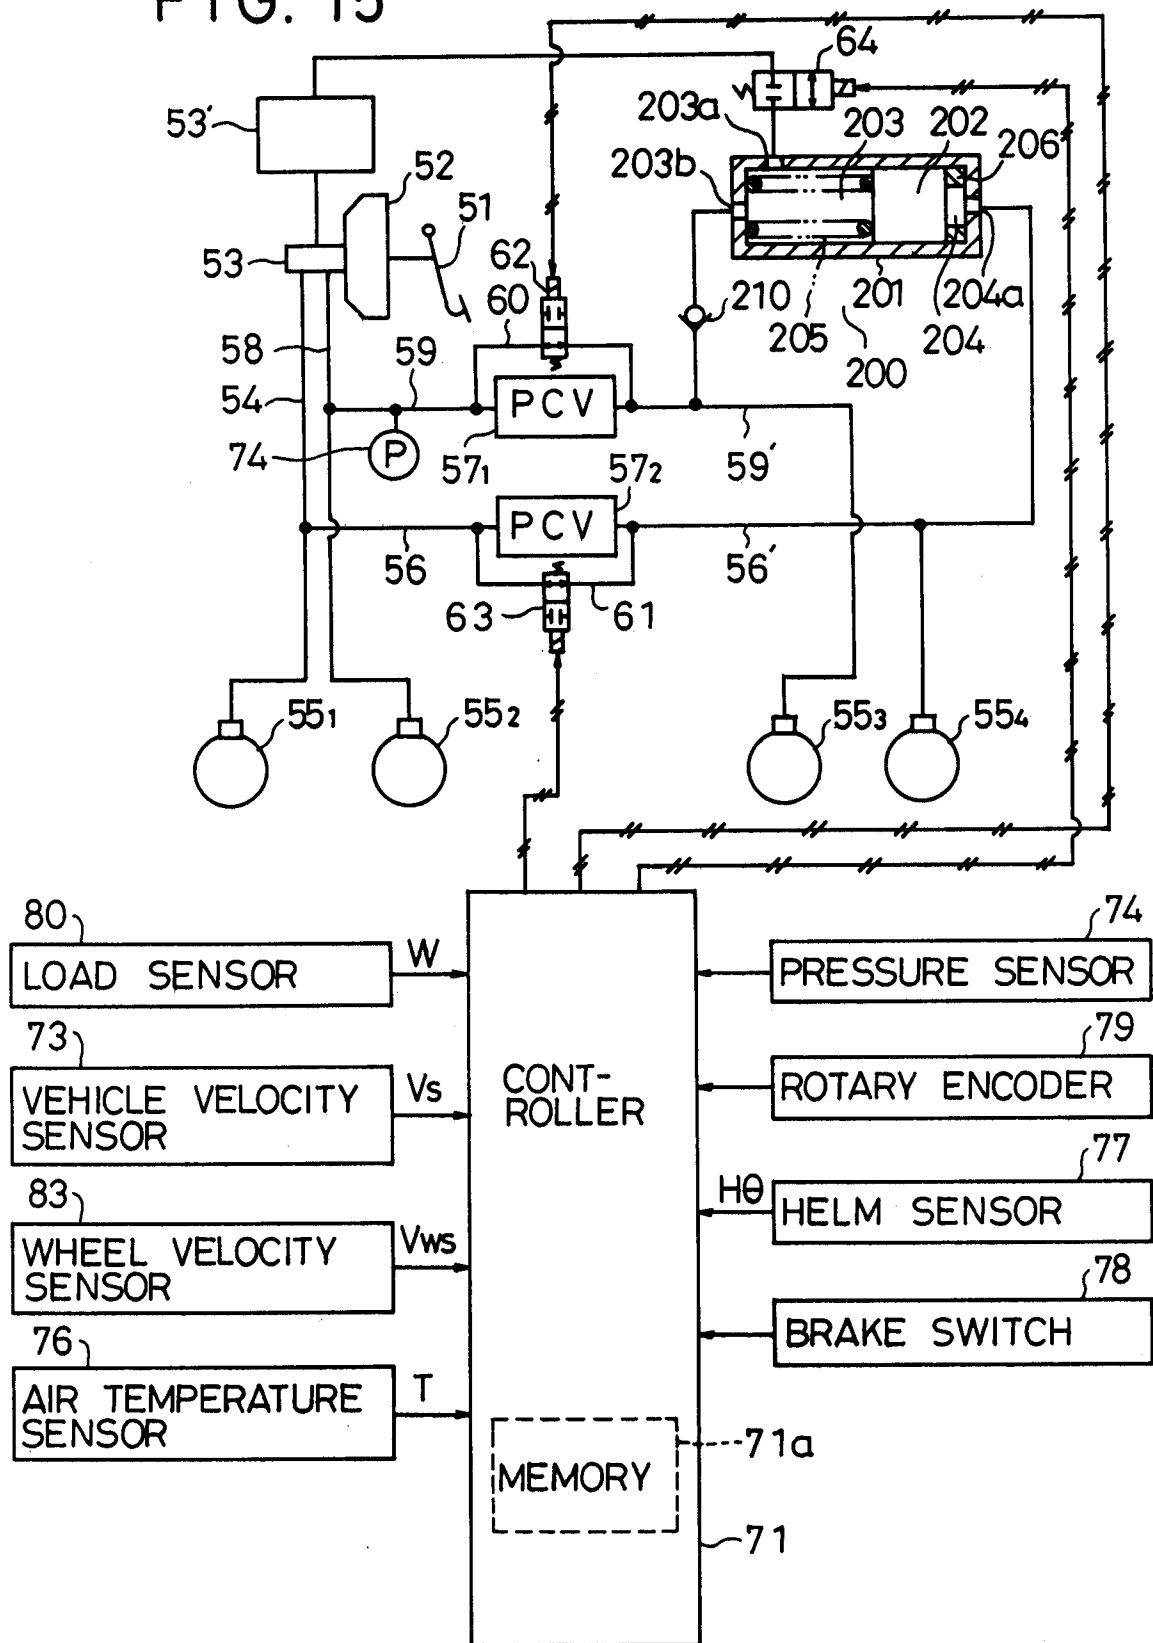 FIG. 15
64
53'
203a
203
202
206
52
203b
51
53
62
210
201
204a
60
205
204
58
59
200
54
PCV
74
P
57₁
59'
57₂
PCV
56
56'
63
61
55₁
55₂
55₃
55₄
80
74
LOAD SENSOR
W
PRESSURE SENSOR
73
79
VEHICLE VELOCITY
SENSOR
Vs
CONT-
ROLLER
ROTARY ENCODER
83
77
WHEEL VELOCITY
SENSOR
Vws
Hθ
HELM SENSOR
76
78
AIR TEMPERATURE
SENSOR
T
BRAKE SWITCH
71a
MEMORY
71